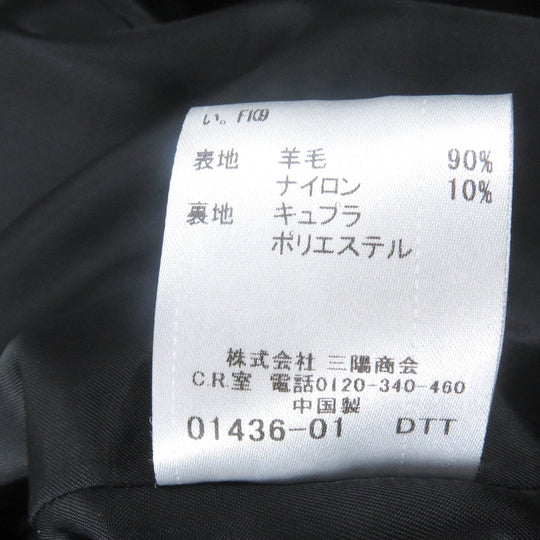 い。F109
表地 羊毛 90%
ナイロン 10%
裏地 キュプラ
ポリエステル
株式会社 三陽商会
C.R.室 電話0120-340-460
中国製
01436-01 DTT